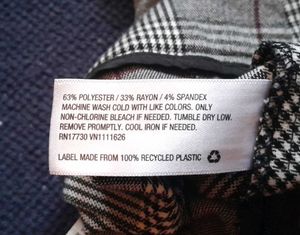 63% POLYESTER / 33% RAYON / 4% SPANDEX
MACHINE WASH COLD WITH LIKE COLORS. ONLY
NON-CHLORINE BLEACH IF NEEDED. TUMBLE DRY LOW.
REMOVE PROMPTLY. COOL IRON IF NEEDED.
RN17730 VN1111626
LABEL MADE FROM 100% RECYCLED PLASTIC